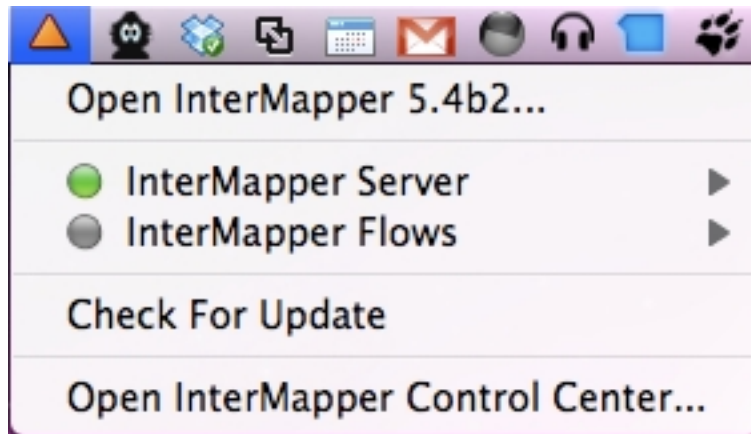 Open InterMapper 5.4b2...
InterMapper Server
InterMapper Flows
Check For Update
Open InterMapper Control Center...